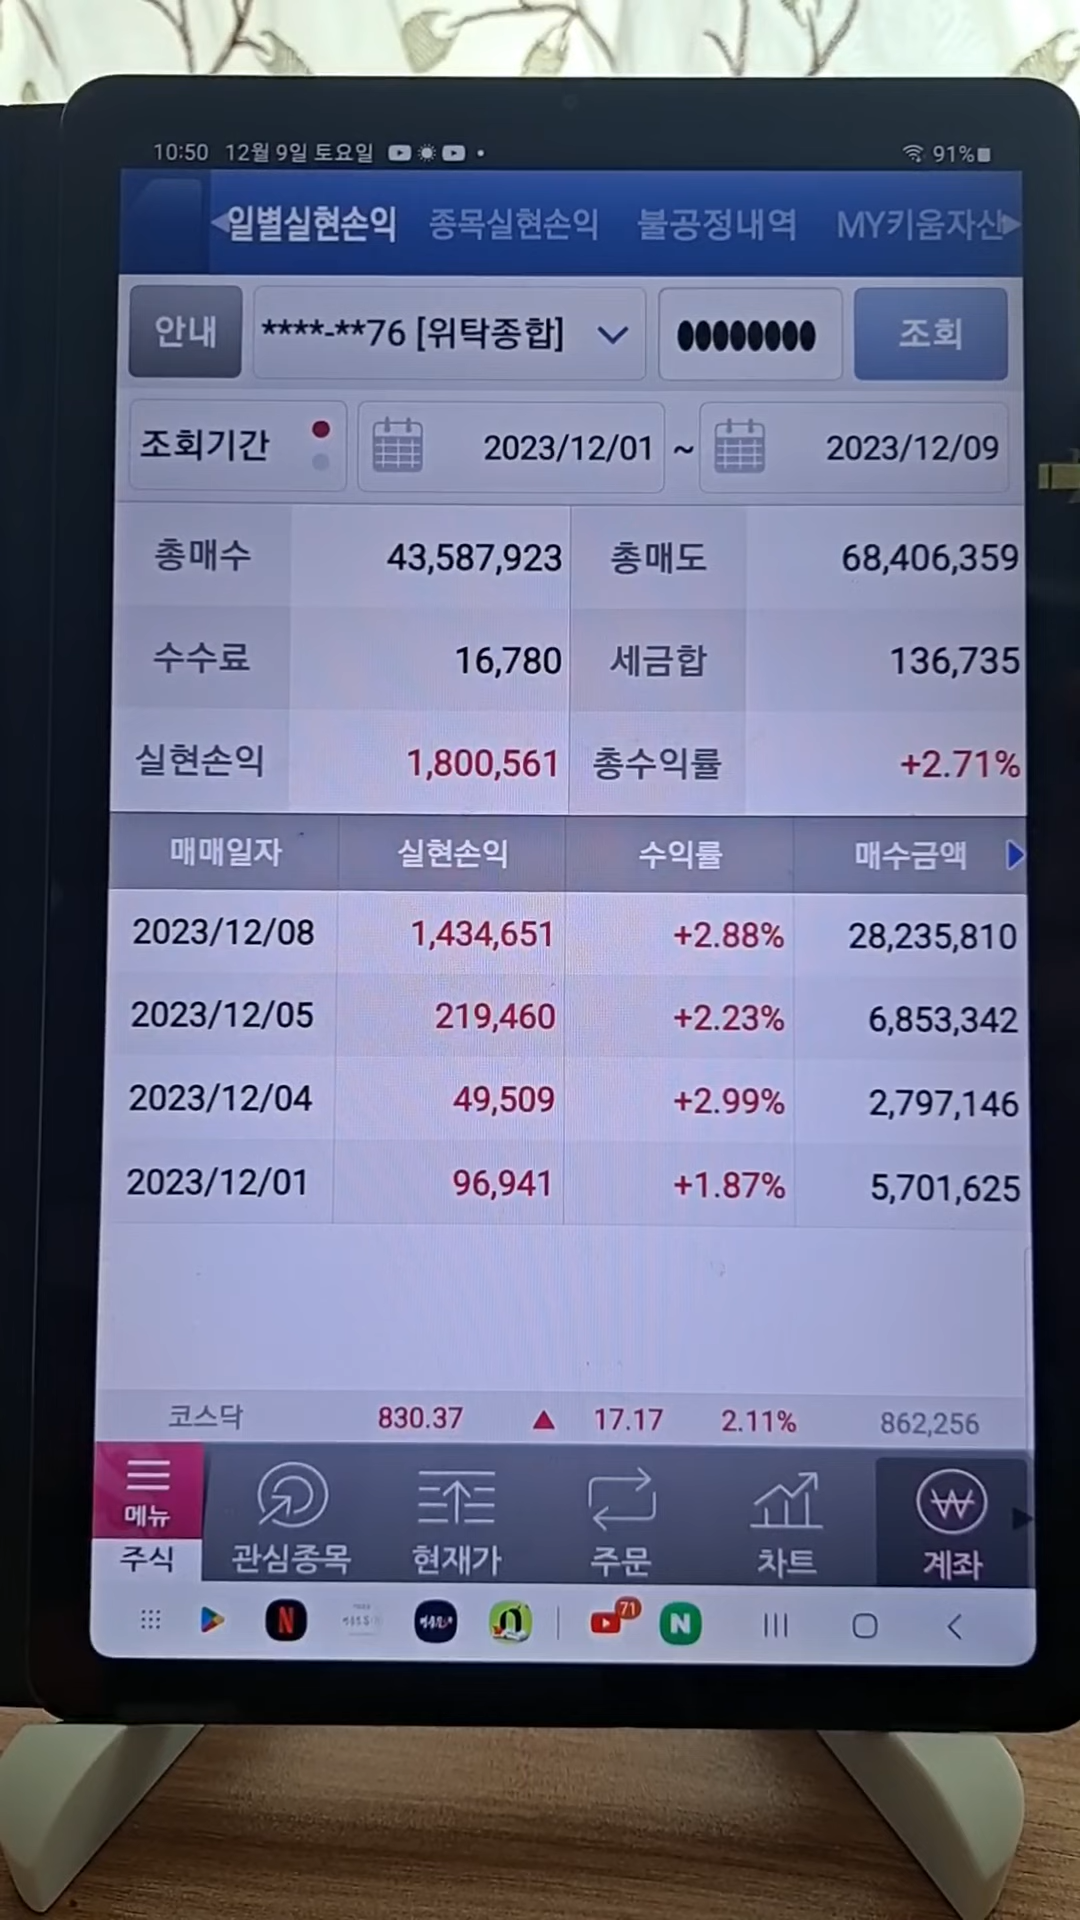 10:50 12월 9일 토요일 91%
일별실현손익 종목실현손익 불공정내역 MY키움자산
안내 ****-**76 [위탁종합] 조회
조회기간 2023/12/01 ~ 2023/12/09
총매수 43,587,923 총매도 68,406,359
수수료 16,780 세금합 136,735
실현손익 1,800,561 총수익률 +2.71%
매매일자 실현손익 수익률 매수금액
2023/12/08 1,434,651 +2.88% 28,235,810
2023/12/05 219,460 +2.23% 6,853,342
2023/12/04 49,509 +2.99% 2,797,146
2023/12/01 96,941 +1.87% 5,701,625
코스닥 830.37 ▲ 17.17 2.11% 862,256
메뉴
주식 관심종목 현재가 주문 차트 계좌
N 71 N